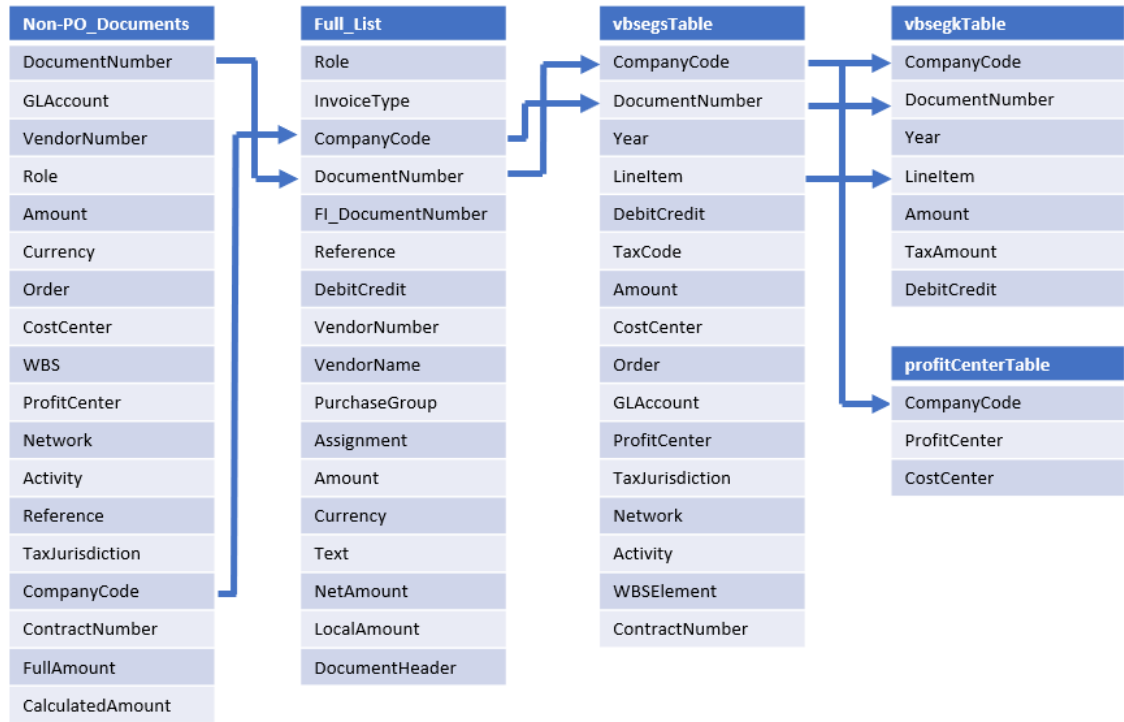 Non-PO_Documents
DocumentNumber
GLAccount
VendorNumber
Role
Amount
Currency
Order
CostCenter
WBS
ProfitCenter
Network
Activity
Reference
TaxJurisdiction
CompanyCode
ContractNumber
FullAmount
CalculatedAmount
Full_List
Role
InvoiceType
CompanyCode
DocumentNumber
FI_DocumentNumber
Reference
DebitCredit
VendorNumber
VendorName
PurchaseGroup
Assignment
Amount
Currency
Text
NetAmount
LocalAmount
DocumentHeader
vbsegsTable
CompanyCode
DocumentNumber
Year
LineItem
DebitCredit
TaxCode
Amount
CostCenter
Order
GLAccount
ProfitCenter
TaxJurisdiction
Network
Activity
WBSElement
ContractNumber
vbsegkTable
CompanyCode
DocumentNumber
Year
LineItem
Amount
TaxAmount
DebitCredit
profitCenterTable
CompanyCode
ProfitCenter
CostCenter